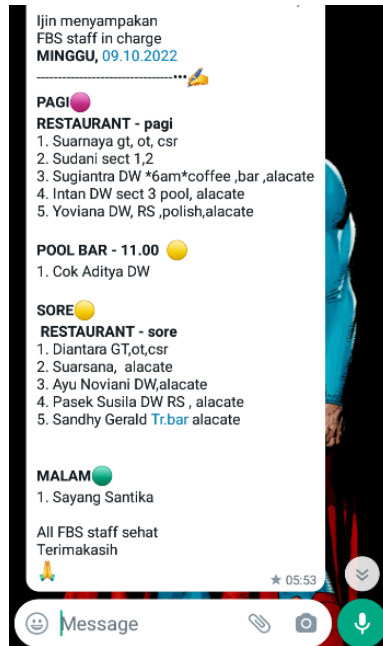 Ijin menyampakan
FBS staff in charge
MINGGU, 09.10.2022
--------------------------------•••✍
PAGI
RESTAURANT - pagi
1. Suarnaya gt, ot, csr
2. Sudani sect 1,2
3. Sugiantra DW *6am*coffee ,bar ,alacate
4. Intan DW sect 3 pool, alacate
5. Yoviana DW, RS ,polish,alacate
POOL BAR - 11.00
1. Cok Aditya DW
SORE
RESTAURANT - sore
1. Diantara GT,ot,csr
2. Suarsana,  alacate
3. Ayu Noviani DW,alacate
4. Pasek Susila DW RS , alacate
5. Sandhy Gerald Tr.bar alacate
MALAM
1. Sayang Santika
All FBS staff sehat
Terimakasih
05:53
Message